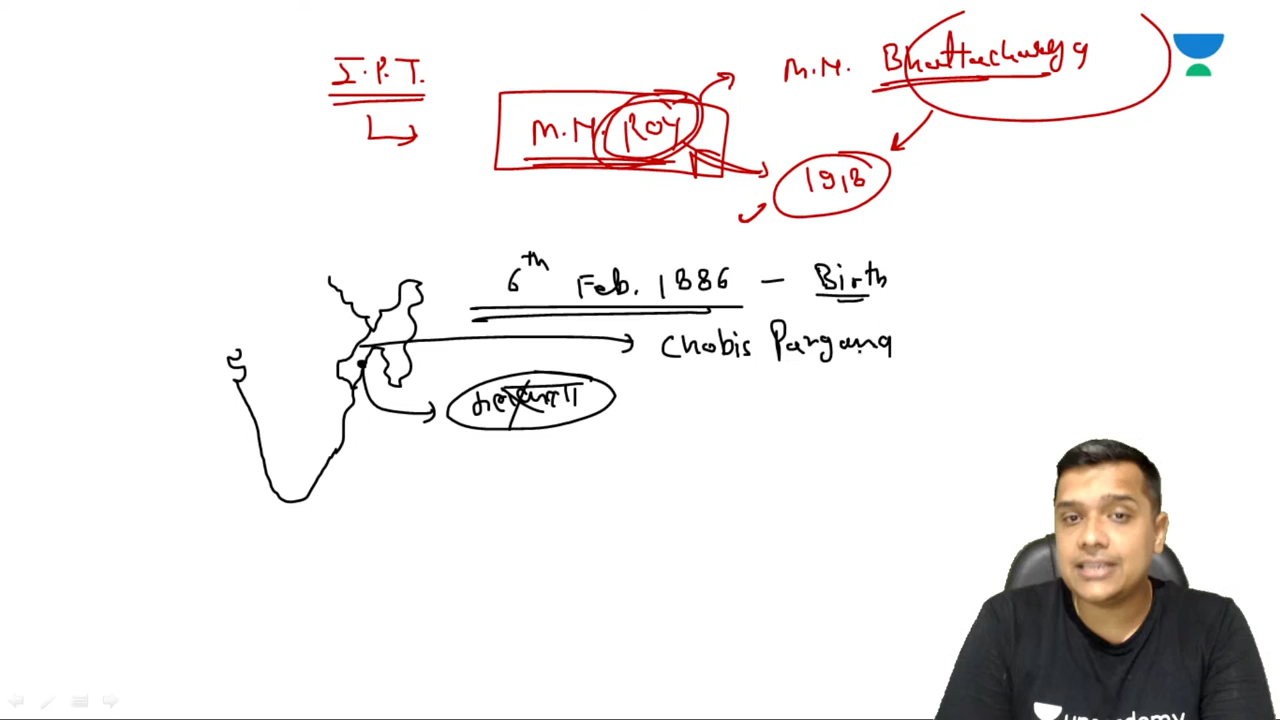 I.P.T.
M.N. Bhattacharya
M.N. ROY
1918
6th Feb. 1886 - Birth
Chobis Pargana